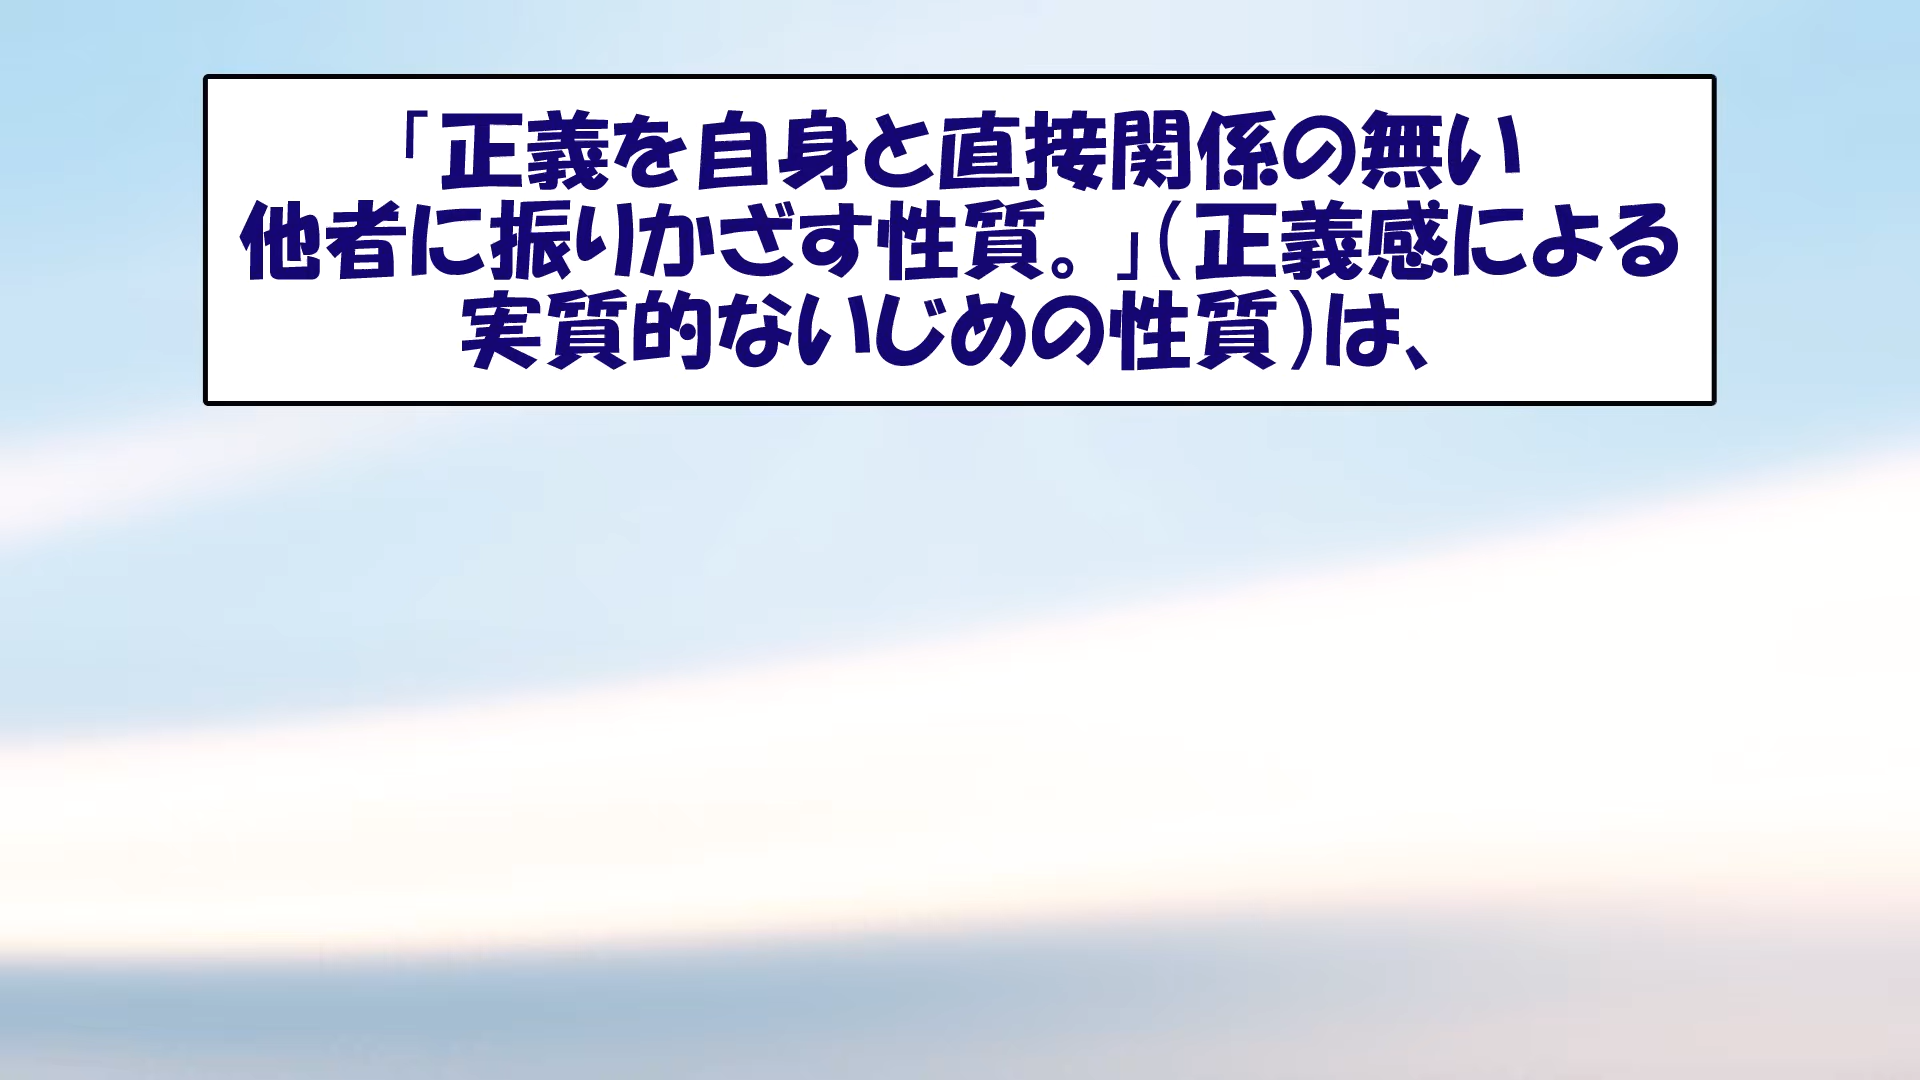 「正義を自身と直接関係の無い
他者に振りかざす性質。」（正義感による
実質的ないじめの性質）は、